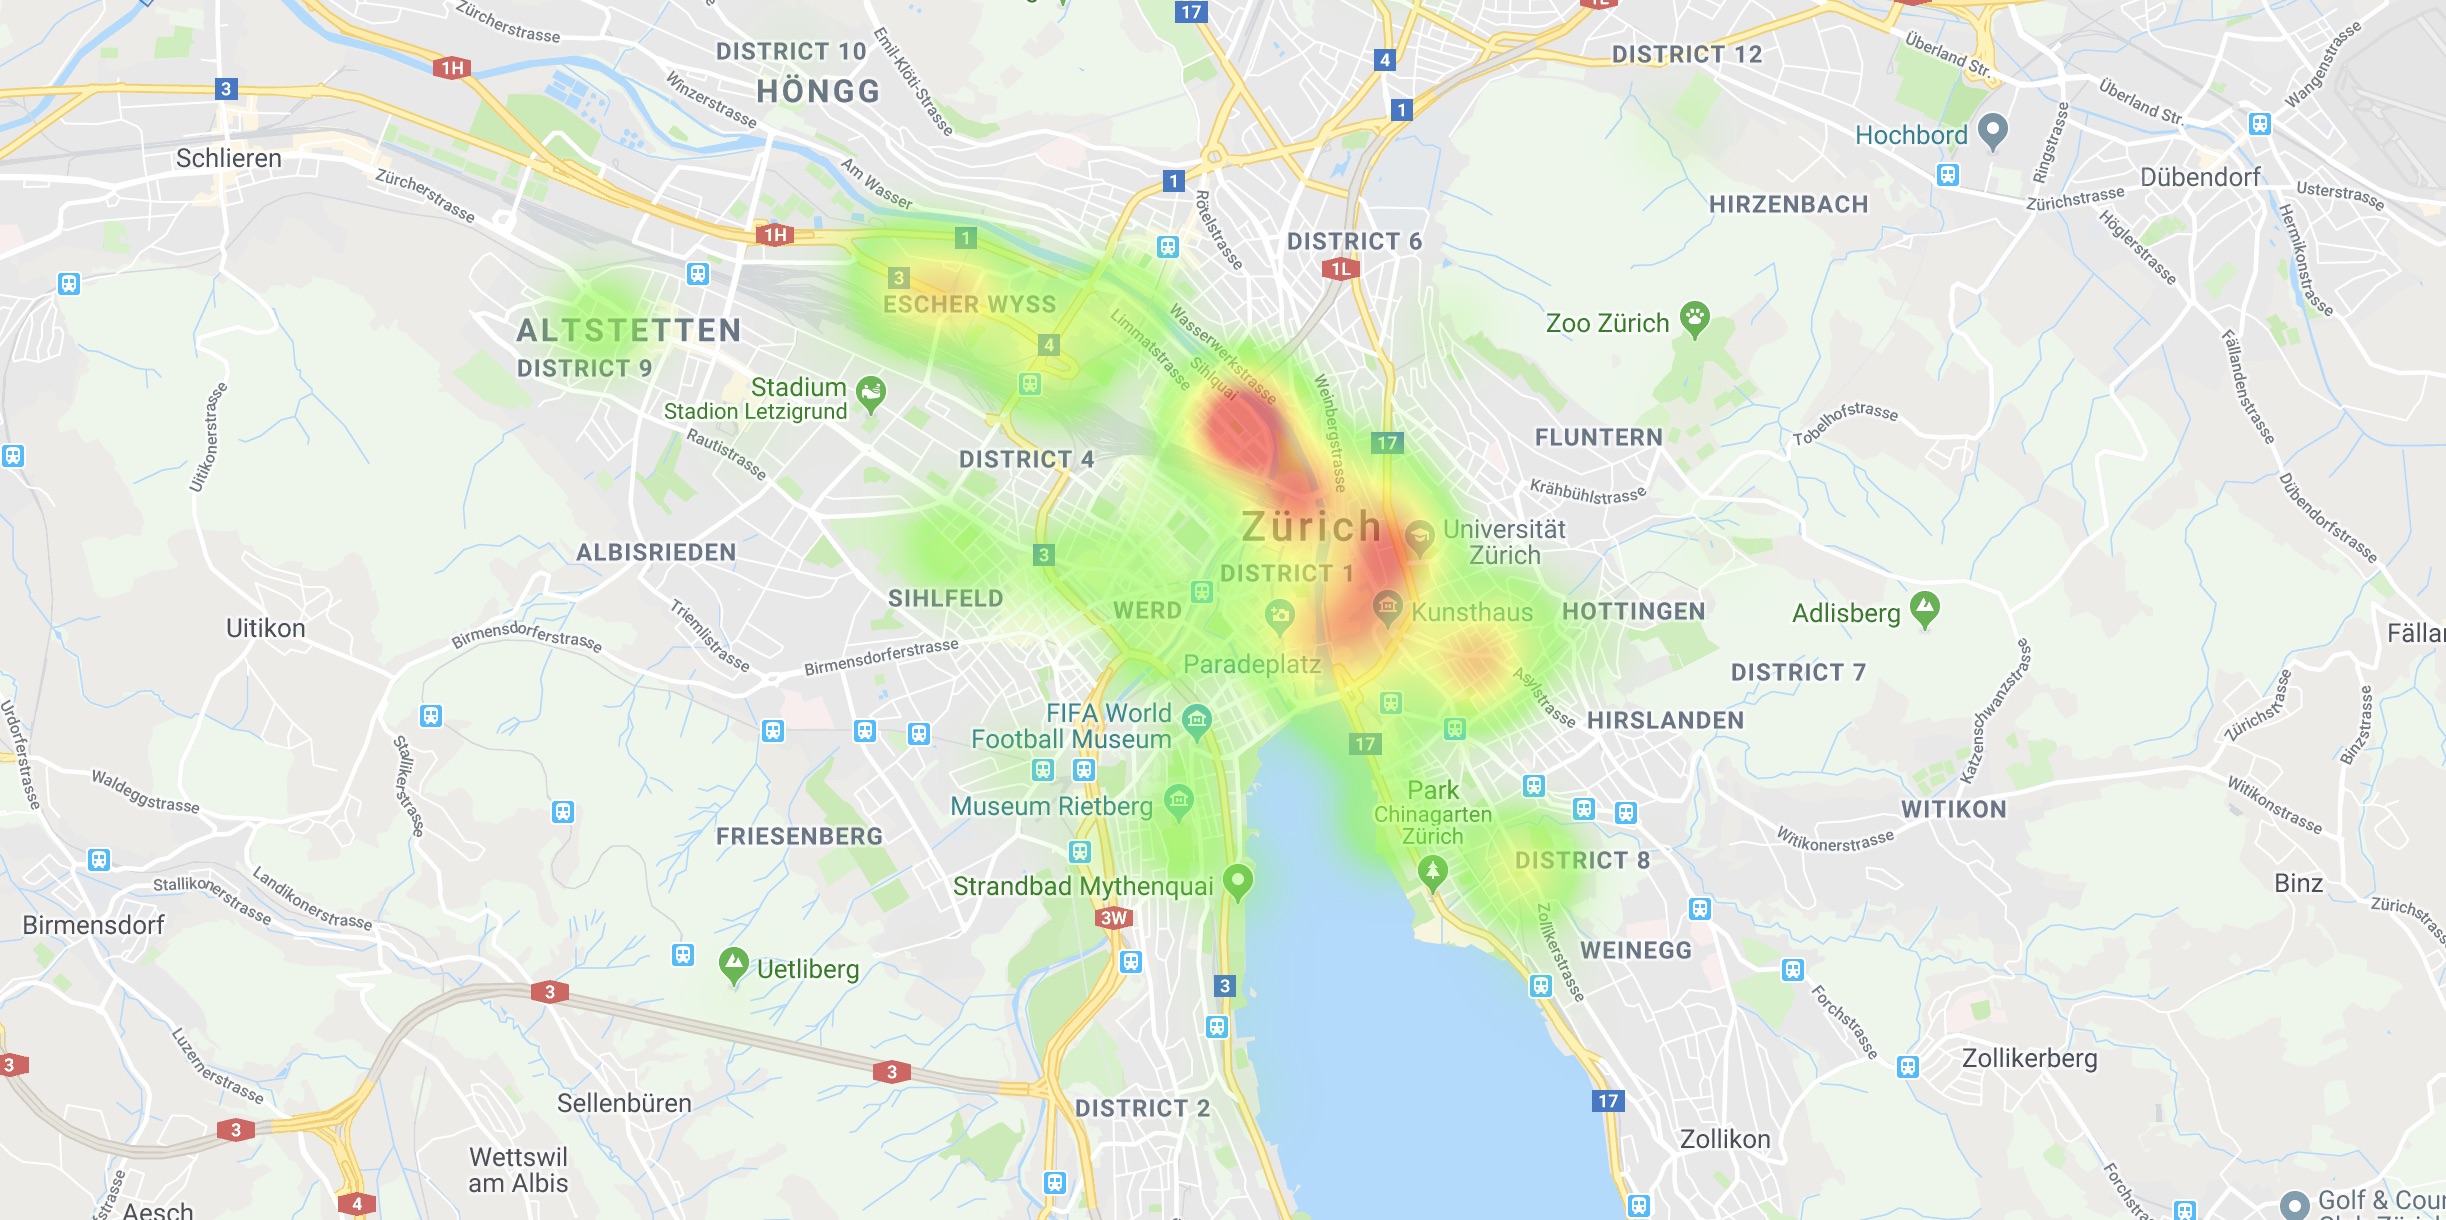 Zürcherstrasse
17
1L
DISTRICT 10
HÖNGG
Emil-Klöti-Strasse
4
DISTRICT 12
Überland Str.
Wangenstrasse
1H
3
Winzerstrasse
1
Überland Str.
Hochbord
Ringstrasse
Schlieren
Zürcherstrasse
Am Wasser
1
Rötelstrasse
Dübendorf
Zürichstrasse
Usterstrasse
HIRZENBACH
Höglerstrasse
Hermikonstrasse
1H
1
DISTRICT 6
1L
3
ESCHER WYSS
Limmatstrasse
Wasserwerkstrasse
Zoo Zürich
ALTSTETTEN
DISTRICT 9
4
Sihlquai
Fällandenstrasse
Stadium
Stadion Letzigrund
Weinbergstrasse
Uitikonerstrasse
Rautistrasse
DISTRICT 4
17
FLUNTERN
Tobelhofstrasse
Krähbühlstrasse
Dübendorfstrasse
Zürich
Universität
Zürich
ALBISRIEDEN
3
DISTRICT 1
SIHLFELD
WERD
Kunsthaus
HOTTINGEN
Adlisberg
Uitikon
Birmensdorferstrasse
Triemlistrasse
Birmensdorferstrasse
Paradeplatz
Asylstrasse
DISTRICT 7
Katzenschwanzstrasse
Urdorferstrasse
FIFA World
Football Museum
17
HIRSLANDEN
Zürichstrasse
Binzstrasse
Stallikerstrasse
Waldeggstrasse
Museum Rietberg
Park
Chinagarten
Zürich
WITIKON
Witikonstrasse
FRIESENBERG
Witikonerstrasse
DISTRICT 8
Strandbad Mythenquai
Binz
Stallikonerstrasse
Landikonerstrasse
Birmensdorf
3W
Zollikerstrasse
WEINEGG
Uetliberg
3
3
Forchstrasse
3
Luzernerstrasse
3
Zollikerberg
Sellenbüren
DISTRICT 2
17
3
Zollikon
Wettswil
am Albis
4
Aesch
Golf & Coun